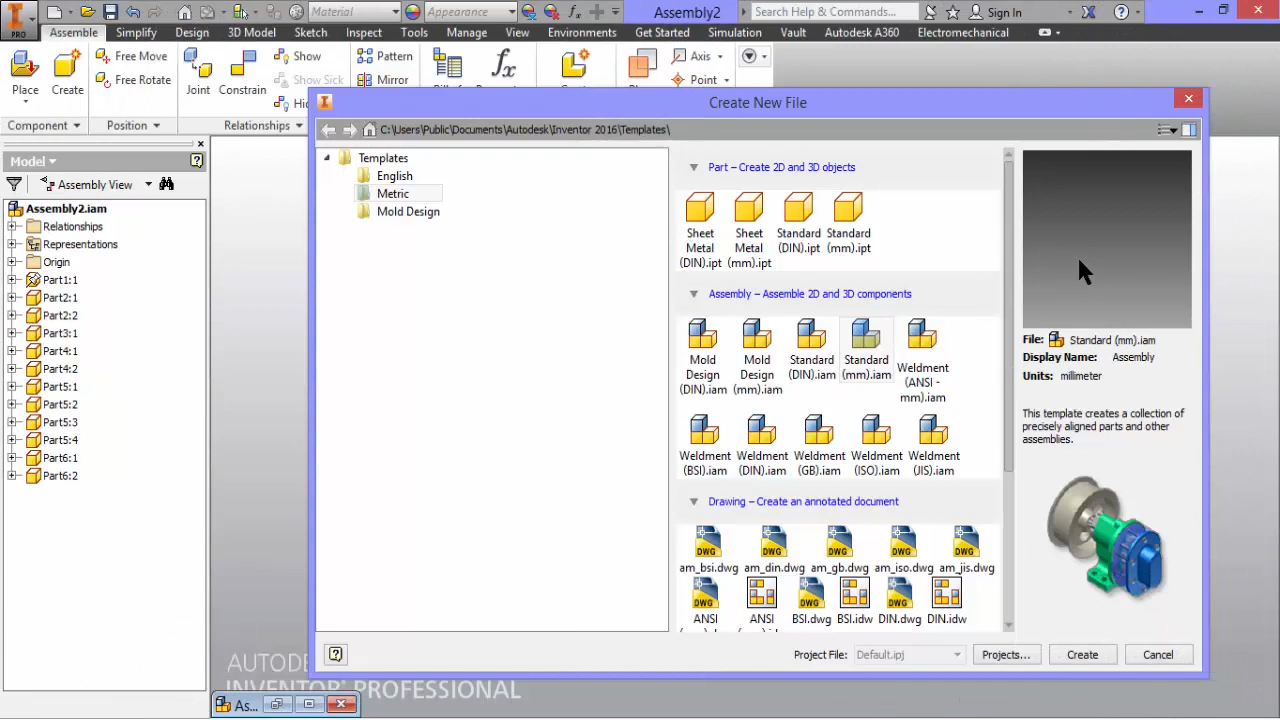 PRO
Material
Appearance
Assembly2
Search Help & Commands...
Sign In
Assemble
Simplify
Design
3D Model
Sketch
Inspect
Tools
Manage
View
Environments
Get Started
Simulation
Vault
Autodesk A360
Electromechanical
Place
Create
Free Move
Free Rotate
Joint
Constrain
Show
Show Sick
Pattern
Mirror
Axis
Point
Component
Position
Relationships
Model
Assembly View
Assembly2.iam
Relationships
Representations
Origin
Part1:1
Part2:1
Part2:2
Part3:1
Part4:1
Part4:2
Part5:1
Part5:2
Part5:3
Part5:4
Part6:1
Part6:2
Create New File
C:\Users\Public\Documents\Autodesk\Inventor 2016\Templates\
Templates
English
Metric
Mold Design
Part – Create 2D and 3D objects
Sheet Metal (DIN).ipt
Sheet Metal (mm).ipt
Standard (DIN).ipt
Standard (mm).ipt
Assembly – Assemble 2D and 3D components
Mold Design (DIN).iam
Mold Design (mm).iam
Standard (DIN).iam
Standard (mm).iam
Weldment (ANSI - mm).iam
Weldment (BSI).iam
Weldment (DIN).iam
Weldment (GB).iam
Weldment (ISO).iam
Weldment (JIS).iam
Drawing – Create an annotated document
DWG
DWG
DWG
DWG
DWG
am_bsi.dwg
am_din.dwg
am_gb.dwg
am_iso.dwg
am_jis.dwg
DWG
DWG
DWG
ANSI
ANSI
BSI.dwg
BSI.idw
DIN.dwg
DIN.idw
File: Standard (mm).iam
Display Name: Assembly
Units: millimeter
This template creates a collection of
precisely aligned parts and other
assemblies.
Project File:
Default.ipj
Projects...
Create
Cancel
AUTOD
INVENTOR PROFESSIONAL
As...